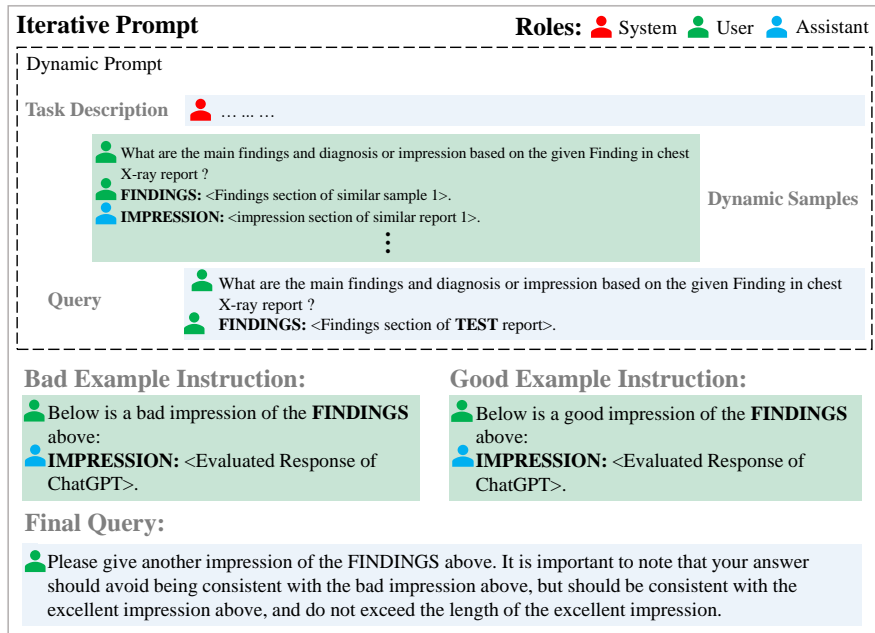 Iterative Prompt
Roles: System User Assistant
Dynamic Prompt
Task Description
... ... ...
What are the main findings and diagnosis or impression based on the given Finding in chest
X-ray report ?
FINDINGS: <Findings section of similar sample 1>.
IMPRESSION: <impression section of similar report 1>.
⋮
Dynamic Samples
Query
What are the main findings and diagnosis or impression based on the given Finding in chest
X-ray report ?
FINDINGS: <Findings section of TEST report>.
Bad Example Instruction:
Below is a bad impression of the FINDINGS
above:
IMPRESSION: <Evaluated Response of
ChatGPT>.
Good Example Instruction:
Below is a good impression of the FINDINGS
above:
IMPRESSION: <Evaluated Response of
ChatGPT>.
Final Query:
Please give another impression of the FINDINGS above. It is important to note that your answer
should avoid being consistent with the bad impression above, but should be consistent with the
excellent impression above, and do not exceed the length of the excellent impression.